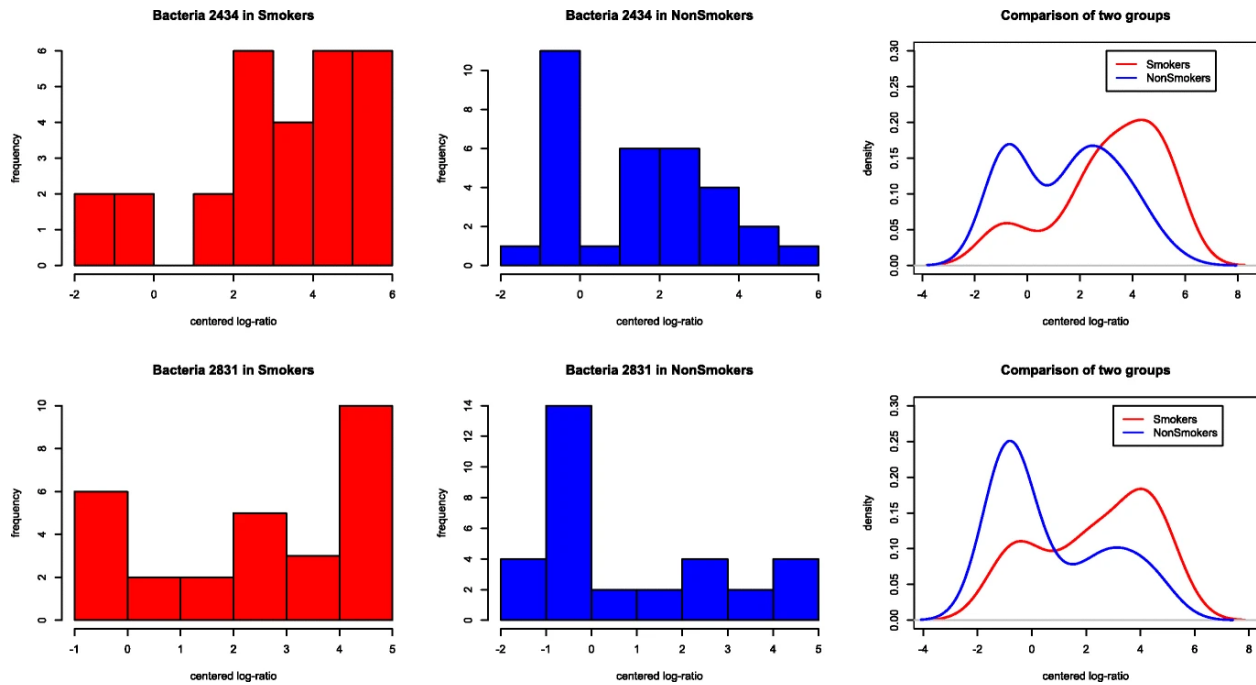 Bacteria 2434 in Smokers
frequency
0 1 2 3 4 5 6
-2 0 2 4 6
centered log-ratio
Bacteria 2434 in NonSmokers
frequency
0 2 4 6 8 10
-2 0 2 4 6
centered log-ratio
Comparison of two groups
density
0.00 0.05 0.10 0.15 0.20 0.25 0.30
Smokers
NonSmokers
-4 -2 0 2 4 6 8
centered log-ratio
Bacteria 2831 in Smokers
frequency
0 2 4 6 8 10
-1 0 1 2 3 4 5
centered log-ratio
Bacteria 2831 in NonSmokers
frequency
0 2 4 6 8 10 12 14
-2 -1 0 1 2 3 4 5
centered log-ratio
Comparison of two groups
density
0.00 0.05 0.10 0.15 0.20 0.25 0.30
Smokers
NonSmokers
-4 -2 0 2 4 6 8
centered log-ratio